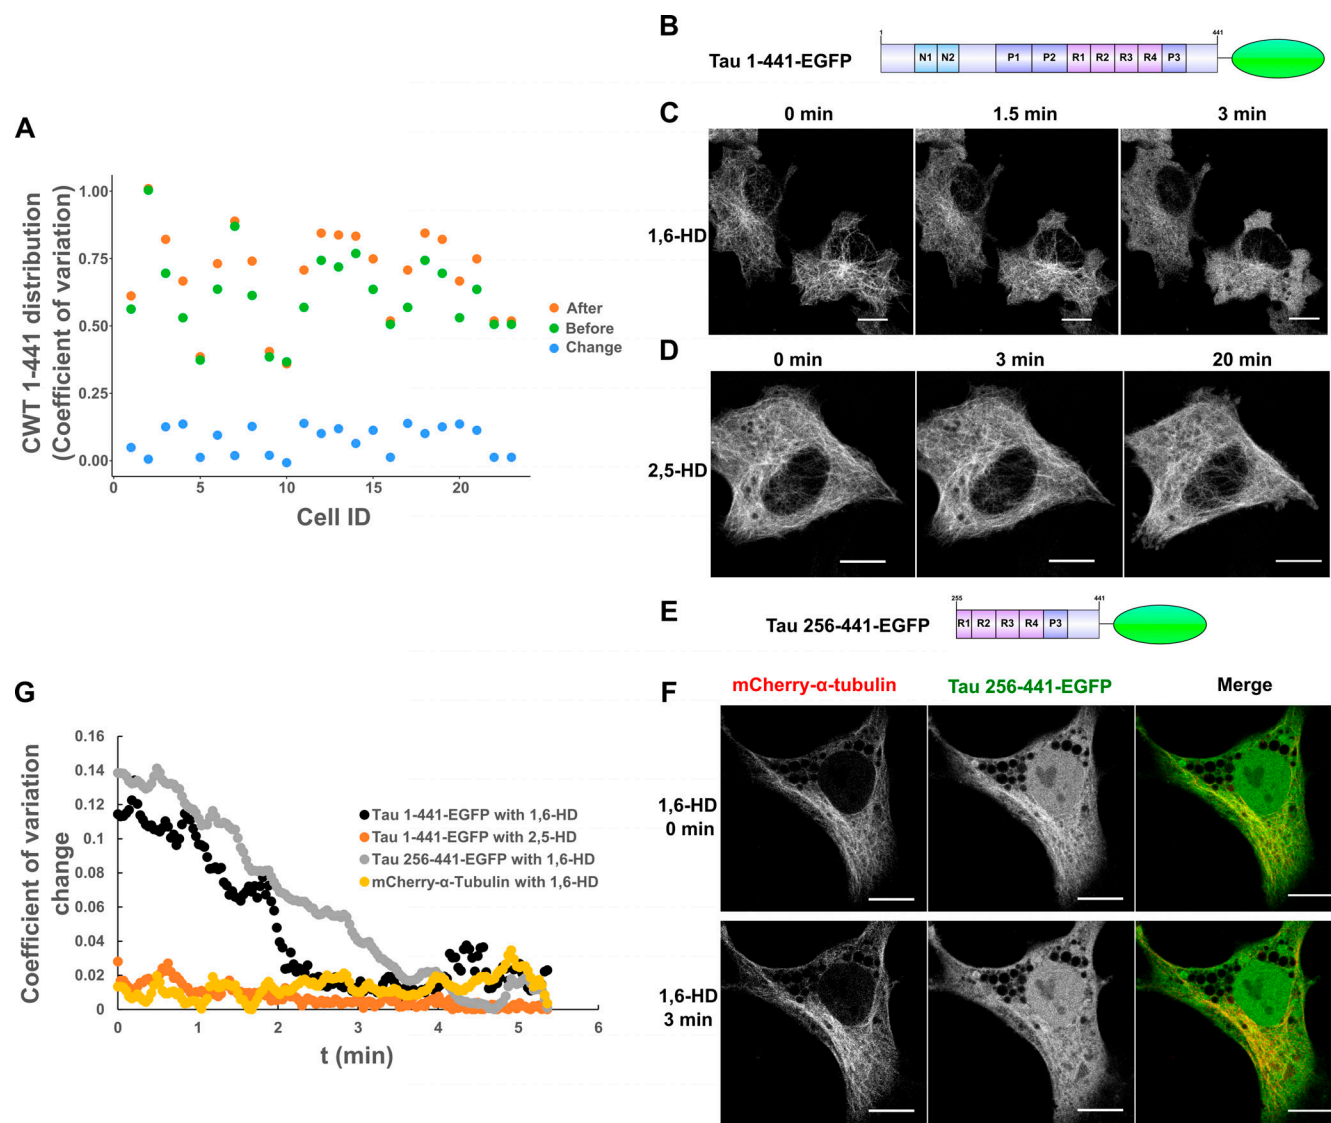 A
CWT 1-441 distribution
(Coefficient of variation)
1.00
0.75
0.50
0.25
0.00
0
5
10
15
20
Cell ID
After
Before
Change
B
Tau 1-441-EGFP
1
441
N1 N2 P1 P2 R1 R2 R3 R4 P3
C
0 min 1.5 min 3 min
1,6-HD
D
0 min 3 min 20 min
2,5-HD
E
Tau 256-441-EGFP
255
441
R1 R2 R3 R4 P3
F
mCherry-α-tubulin Tau 256-441-EGFP Merge
1,6-HD
0 min
1,6-HD
3 min
G
Coefficient of variation
change
0.16
0.14
0.12
0.1
0.08
0.06
0.04
0.02
0
0 1 2 3 4 5 6
t (min)
Tau 1-441-EGFP with 1,6-HD
Tau 1-441-EGFP with 2,5-HD
Tau 256-441-EGFP with 1,6-HD
mCherry-α-Tubulin with 1,6-HD